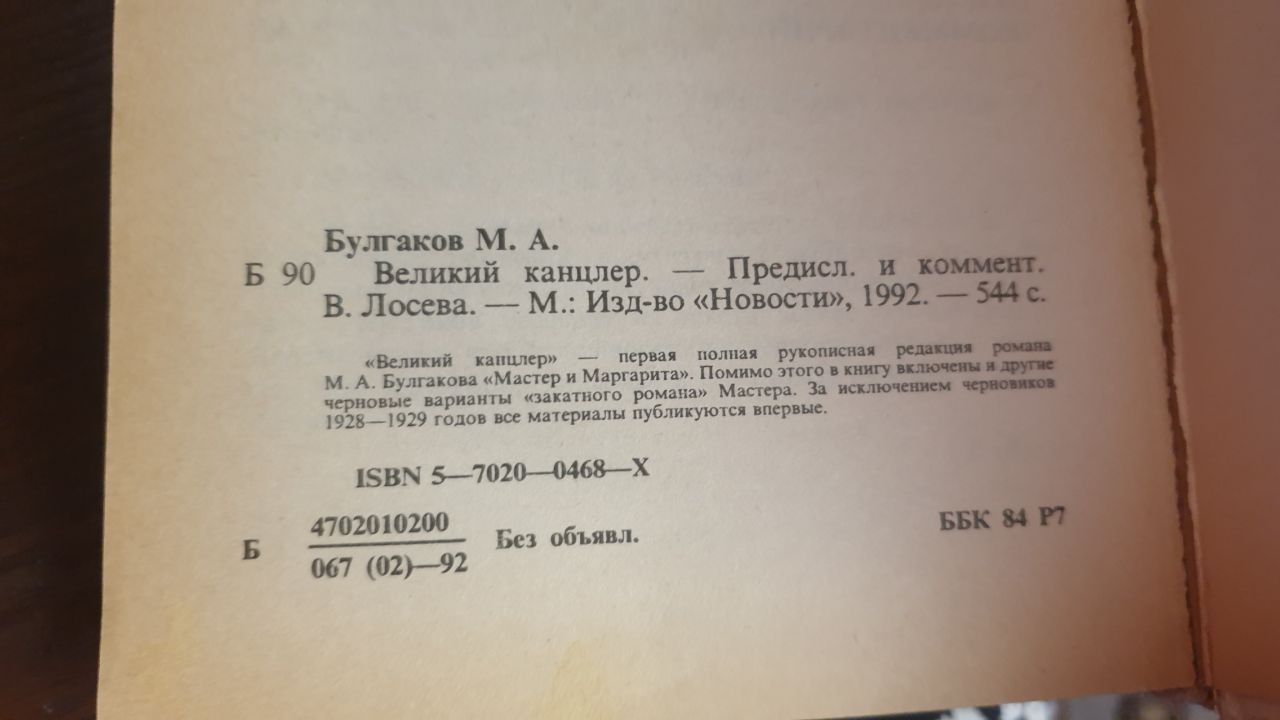 Булгаков М. А.
Б 90 Великий канцлер. — Предисл. и коммент.
В. Лосева. — М.: Изд-во «Новости», 1992. — 544 с.
«Великий канцлер» — первая полная рукописная редакция романа
М. А. Булгакова «Мастер и Маргарита». Помимо этого в книгу включены и другие
черновые варианты «закатного романа» Мастера. За исключением черновиков
1928—1929 годов все материалы публикуются впервые.
ISBN 5—7020—0468—X
Б 4702010200 Без объявл. ББК 84 Р7
067 (02)—92